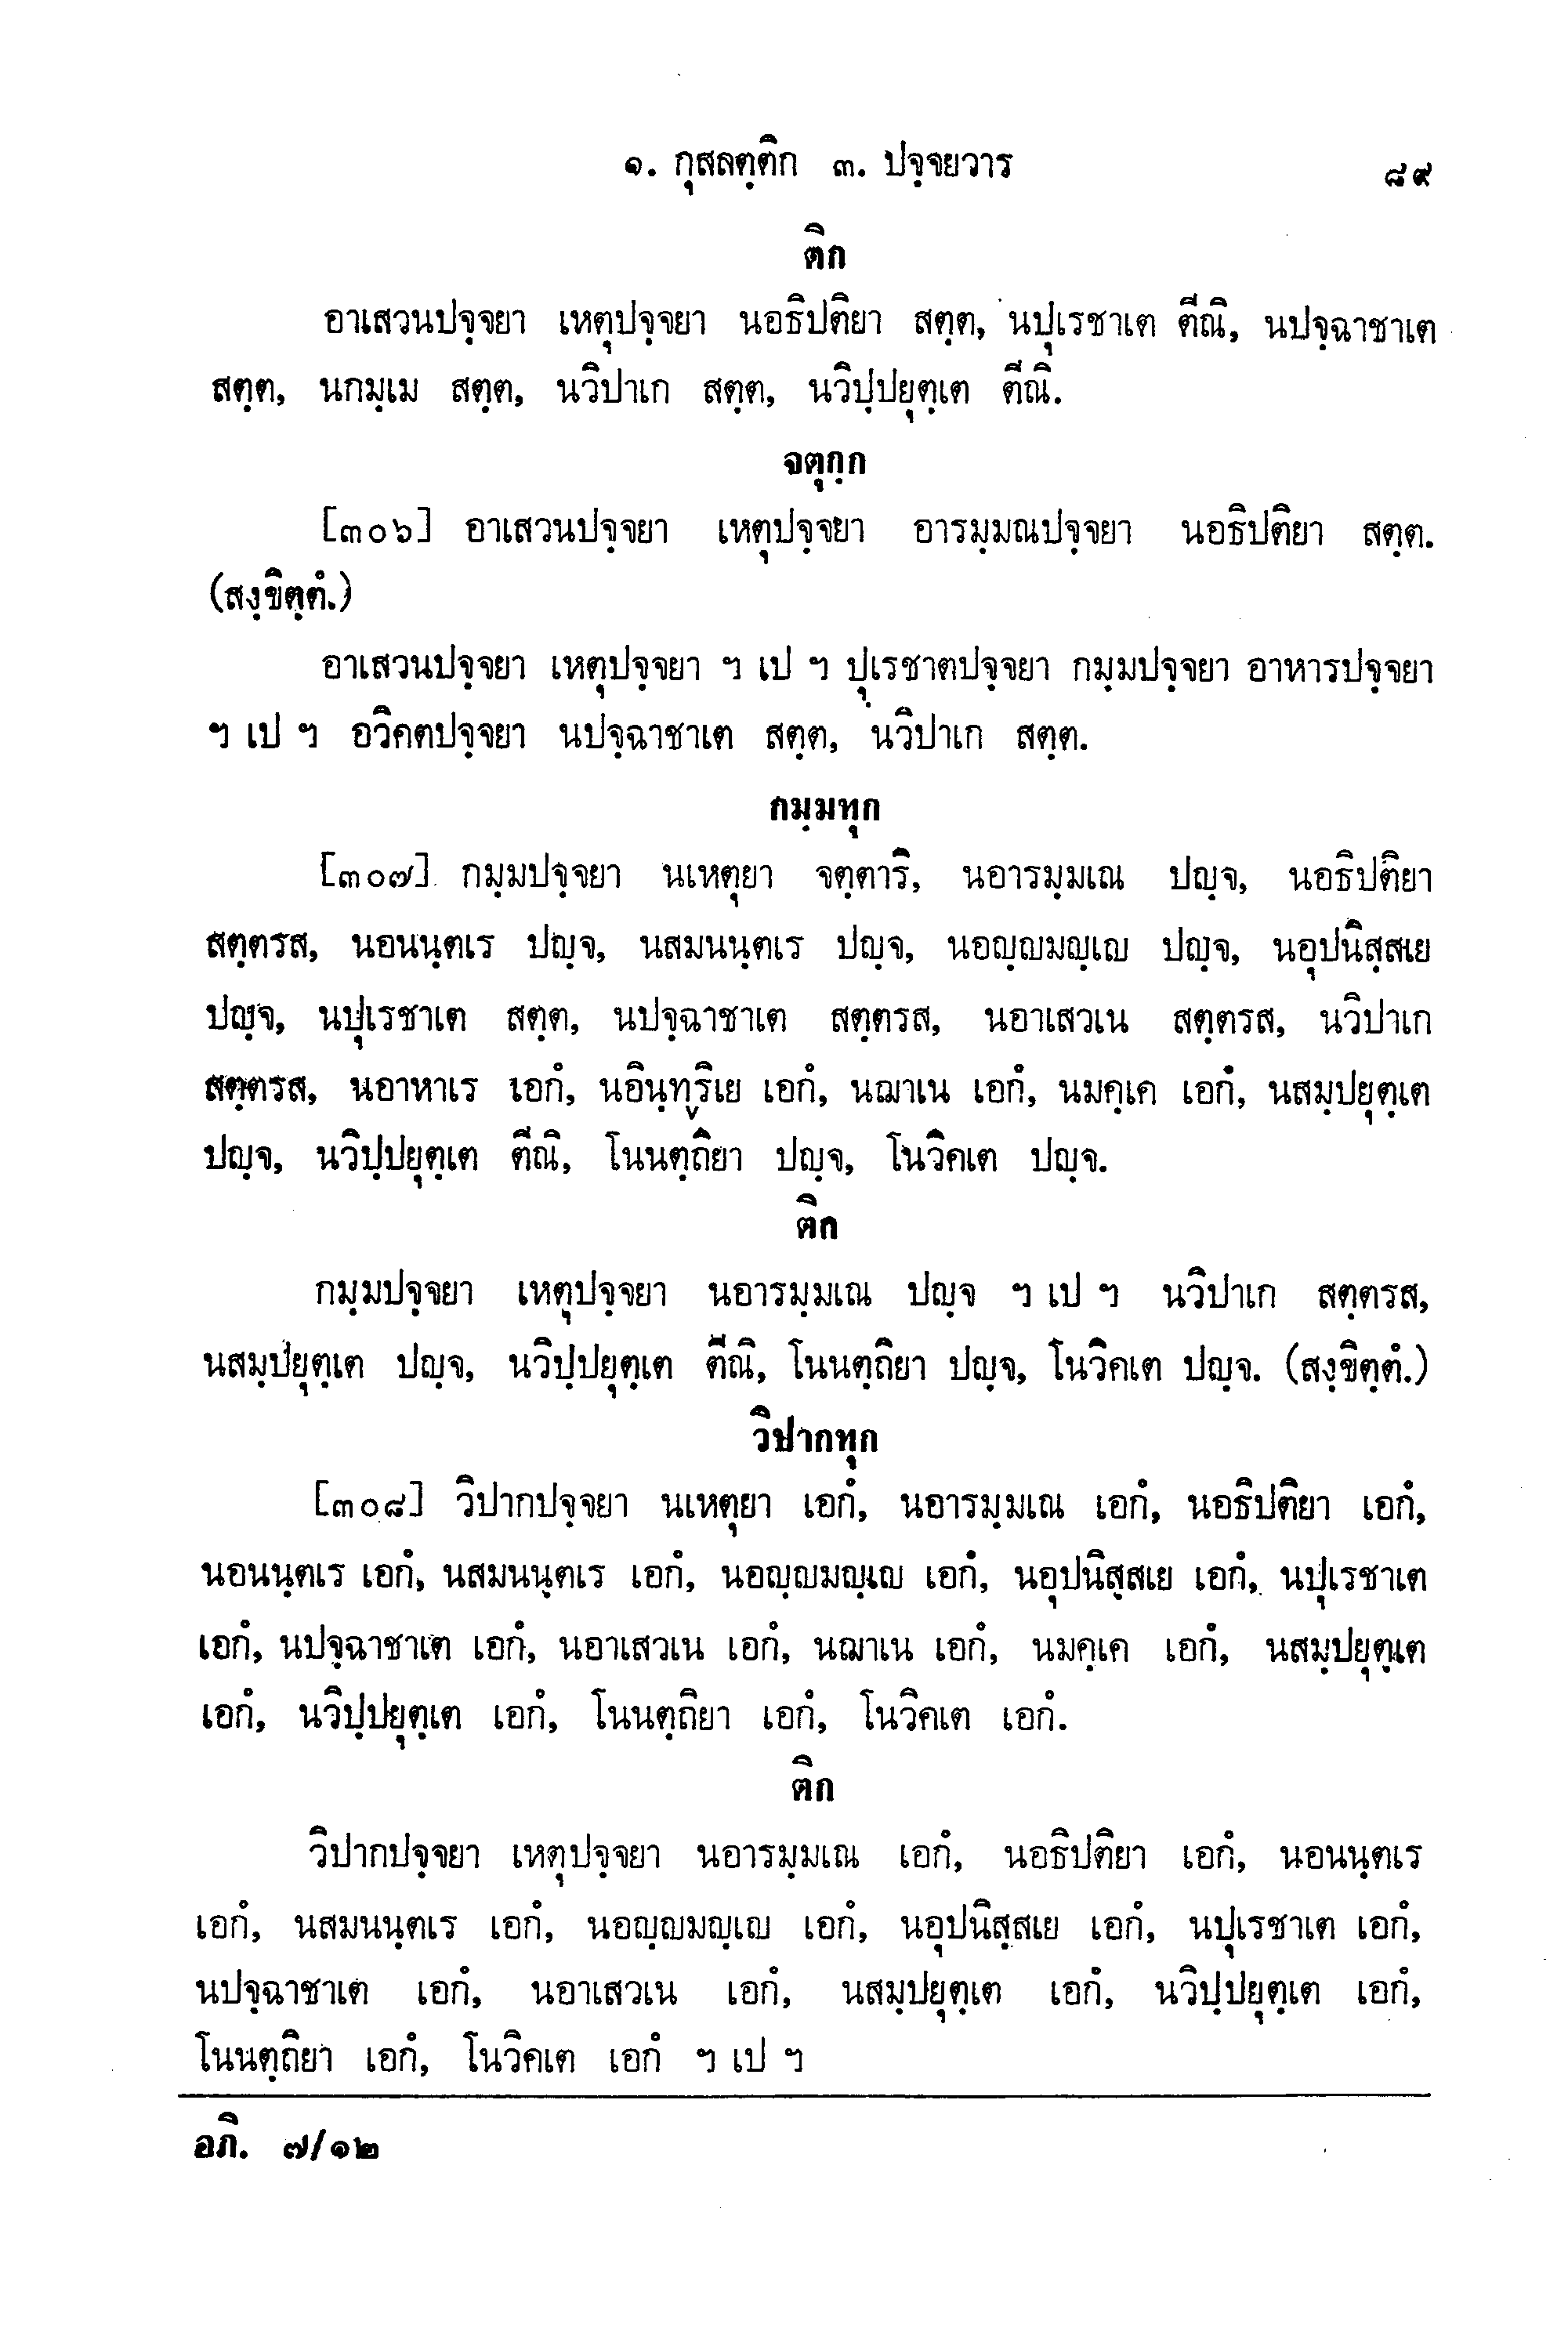 ๑. กุสลตฺติก ๓. ปจฺจยวาร ๘๙
ติก
อาเสวนปจฺจยา เหตุปจฺจยา นอธิปติยา สตฺต, นปุเรชาเต ตีณิ, นปจฺฉาชาเต
สตฺต, นกมฺเม สตฺต, นวิปาเก สตฺต, นวิปฺปยุตฺเต ตีณิ.
จตุกฺก
[๓๐๖] อาเสวนปจฺจยา เหตุปจฺจยา อารมฺมณปจฺจยา นอธิปติยา สตฺต.
(สงฺขิตฺตํ.)
อาเสวนปจฺจยา เหตุปจฺจยา ฯ เป ฯ ปุเรชาตปจฺจยา กมฺมปจฺจยา อาหารปจฺจยา
ฯ เป ฯ อวิคตปจฺจยา นปจฺฉาชาเต สตฺต, นวิปาเก สตฺต.
กมฺมทุก
[๓๐๗] กมฺมปจฺจยา นเหตุยา จตฺตาริ, นอารมฺมเณ ปญฺจ, นอธิปติยา
สตฺตรส, นอนนฺตเร ปญฺจ, นสมนนฺตเร ปญฺจ, นอญฺญมญฺเญ ปญฺจ, นอุปนิสฺสเย
ปญฺจ, นปุเรชาเต สตฺต, นปจฺฉาชาเต สตฺตรส, นอาเสวเน สตฺตรส, นวิปาเก
สตฺตรส, นอาหาเร เอกํ, นอินฺทฺริเย เอกํ, นฌาเน เอกํ, นมคฺเค เอกํ, นสมฺปยุตฺเต
ปญฺจ, นวิปฺปยุตฺเต ตีณิ, โนนตฺถิยา ปญฺจ, โนวิคเต ปญฺจ.
ติก
กมฺมปจฺจยา เหตุปจฺจยา นอารมฺมเณ ปญฺจ ฯ เป ฯ นวิปาเก สตฺตรส,
นสมฺปยุตฺเต ปญฺจ, นวิปฺปยุตฺเต ตีณิ, โนนตฺถิยา ปญฺจ, โนวิคเต ปญฺจ. (สงฺขิตฺตํ.)
วิปากทุก
[๓๐๘] วิปากปจฺจยา นเหตุยา เอกํ, นอารมฺมเณ เอกํ, นอธิปติยา เอกํ,
นอนนฺตเร เอกํ, นสมนนฺตเร เอกํ, นอญฺญมญฺเญ เอกํ, นอุปนิสฺสเย เอกํ, นปุเรชาเต
เอกํ, นปจฺฉาชาเต เอกํ, นอาเสวเน เอกํ, นฌาเน เอกํ, นมคฺเค เอกํ, นสมฺปยุตฺเต
เอกํ, นวิปฺปยุตฺเต เอกํ, โนนตฺถิยา เอกํ, โนวิคเต เอกํ.
ติก
วิปากปจฺจยา เหตุปจฺจยา นอารมฺมเณ เอกํ, นอธิปติยา เอกํ, นอนนฺตเร
เอกํ, นสมนนฺตเร เอกํ, นอญฺญมญฺเญ เอกํ, นอุปนิสฺสเย เอกํ, นปุเรชาเต เอกํ,
นปจฺฉาชาเต เอกํ, นอาเสวเน เอกํ, นสมฺปยุตฺเต เอกํ, นวิปฺปยุตฺเต เอกํ,
โนนตฺถิยา เอกํ, โนวิคเต เอกํ ฯ เป ฯ
อภิ. ๗/๑๒